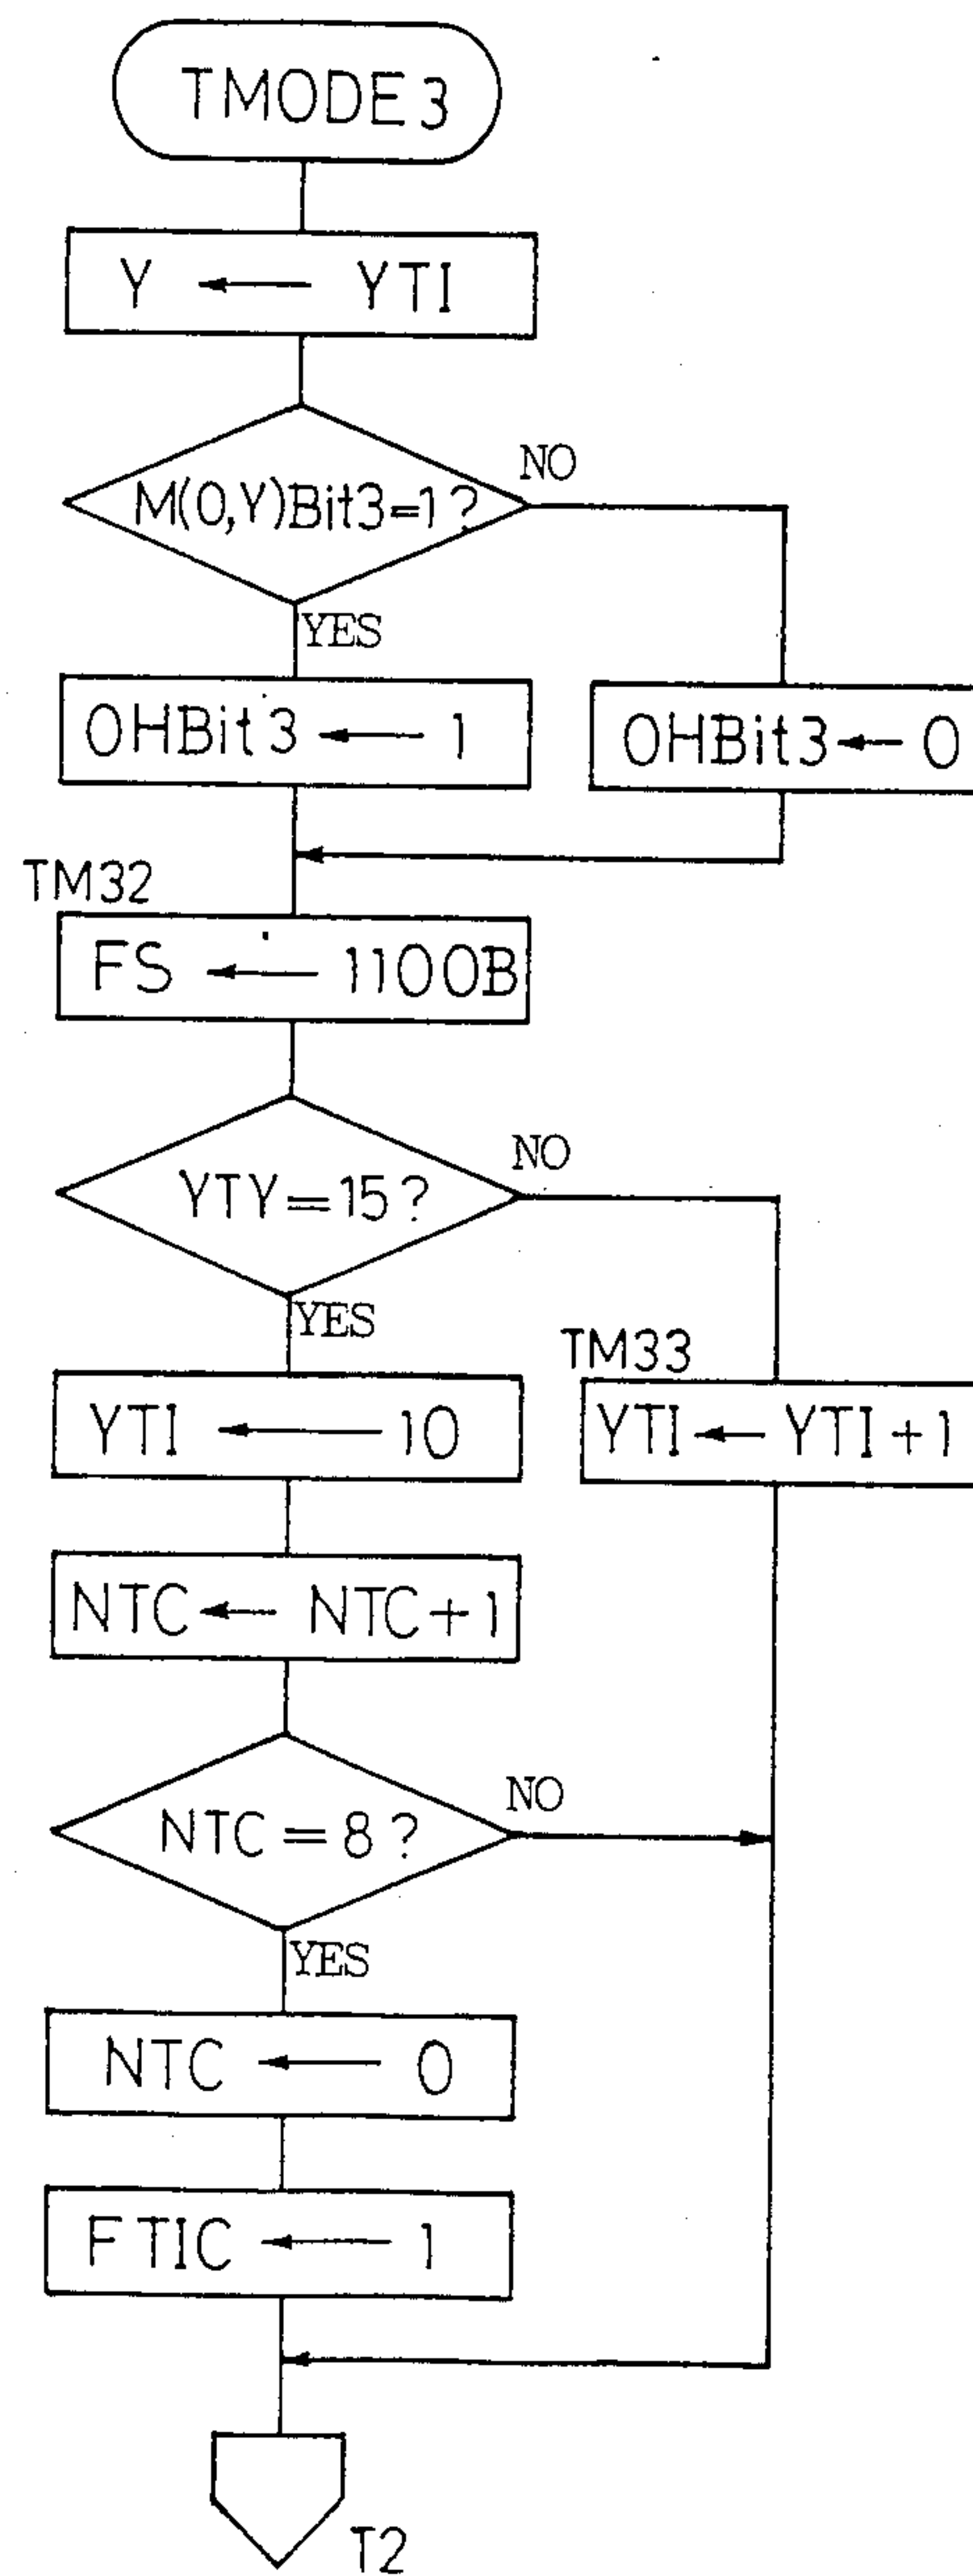 TMODE3
Y ← YTI
M(0,Y)Bit3=1?
NO
YES
OHBit3 ← 1
OHBit3 ← 0
TM32
FS ← 1100B
YTY=15?
NO
YES
TM33
YTI ← 10
YTI ← YTI+1
NTC ← NTC+1
NTC=8?
NO
YES
NTC ← 0
FTIC ← 1
T2